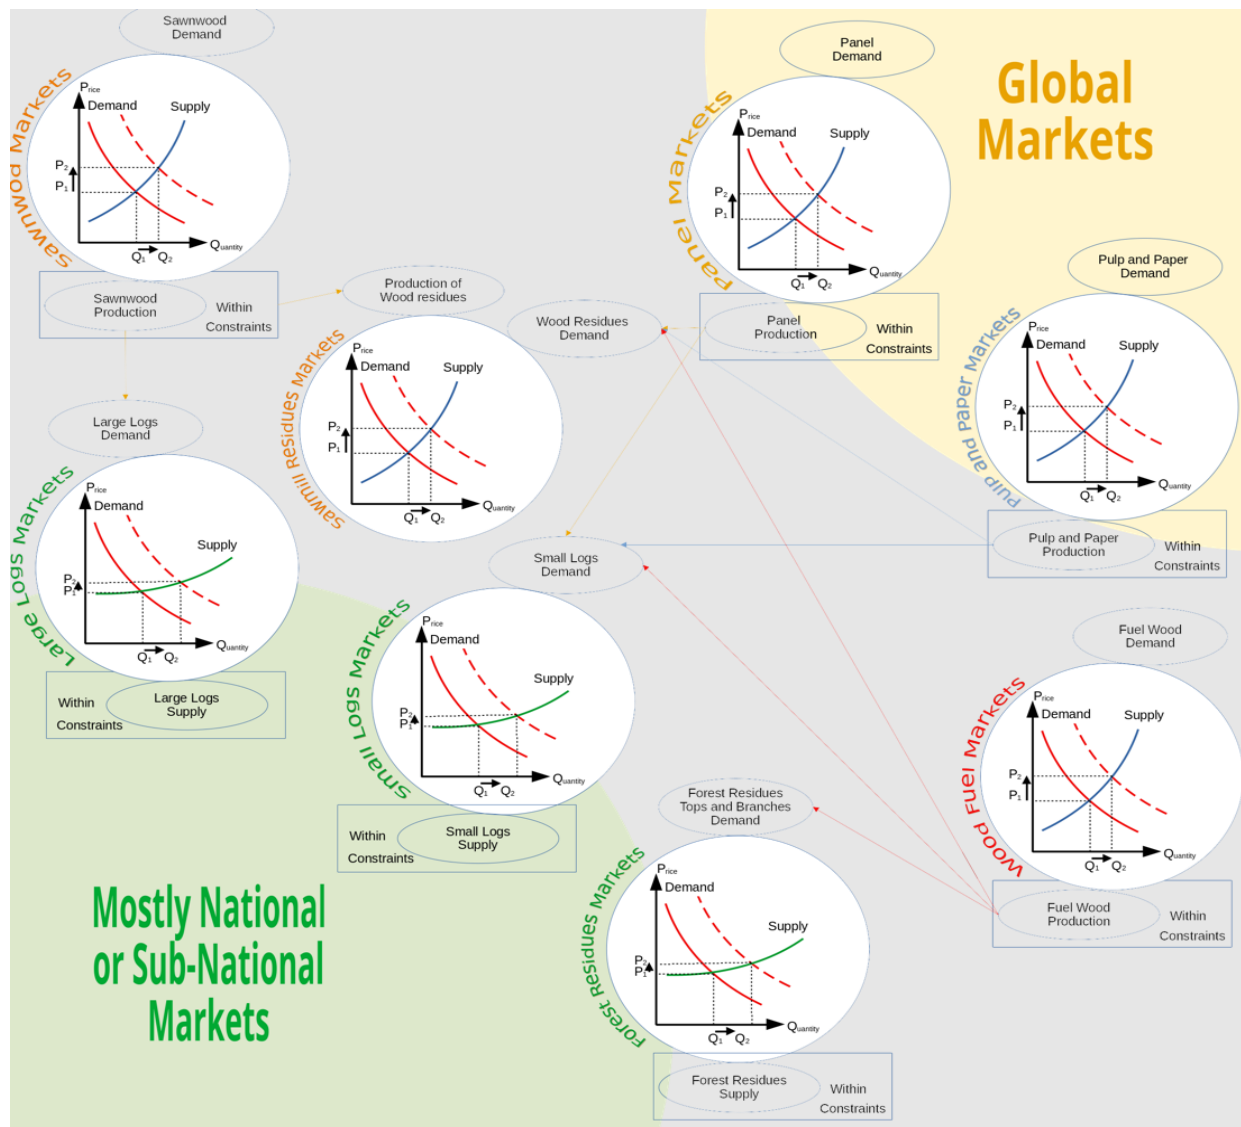 Sawnwood
Demand
Sawnwod Markets
Price
Demand
Supply
P2
P1
Q1
Q2
Quantity
Sawnwood
Production
Within
Constraints
Panel
Demand
Global
Markets
Panel Markets
Price
Demand
Supply
P2
P1
Q1
Q2
Quantity
Panel
Production
Within
Constraints
Production of
Wood residues
Wood Residues
Demand
Sawmill Residues Markets
Price
Demand
Supply
P2
P1
Q1
Q2
Quantity
Pulp and Paper
Demand
Pulp and Paper Markets
Price
Demand
Supply
P2
P1
Q1
Q2
Quantity
Pulp and Paper
Production
Within
Constraints
Large Logs
Demand
Large Logs Markets
Price
Demand
Supply
P2
P1
Q1
Q2
Quantity
Within
Constraints
Large Logs
Supply
Small Logs
Demand
Small Logs Markets
Price
Demand
Supply
P2
P1
Q1
Q2
Quantity
Within
Constraints
Small Logs
Supply
Fuel Wood
Demand
Wood Fuel Markets
Price
Demand
Supply
P2
P1
Q1
Q2
Quantity
Fuel Wood
Production
Within
Constraints
Forest Residues
Tops and Branches
Demand
Forest Residues Markets
Price
Demand
Supply
P2
P1
Q1
Q2
Quantity
Forest Residues
Supply
Within
Constraints
Mostly National
or Sub-National
Markets